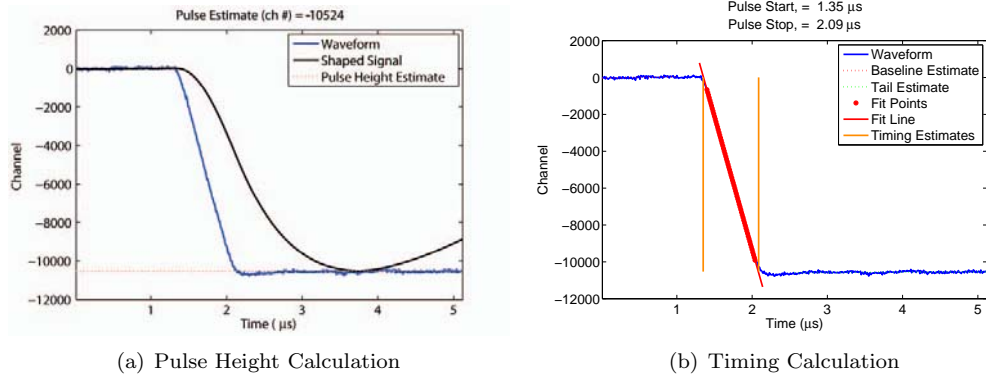 Pulse Estimate (ch #) = -10524
2000
0
−2000
−4000
−6000
−8000
−10000
−12000
Channel
1
2
3
4
5
Time ( μs)
Waveform
Shaped Signal
Pulse Height Estimate
(a) Pulse Height Calculation
Pulse Start, = 1.35 μs
Pulse Stop, = 2.09 μs
2000
0
−2000
−4000
−6000
−8000
−10000
−12000
Channel
1
2
3
4
5
Time (μs)
Waveform
Baseline Estimate
Tail Estimate
Fit Points
Fit Line
Timing Estimates
(b) Timing Calculation